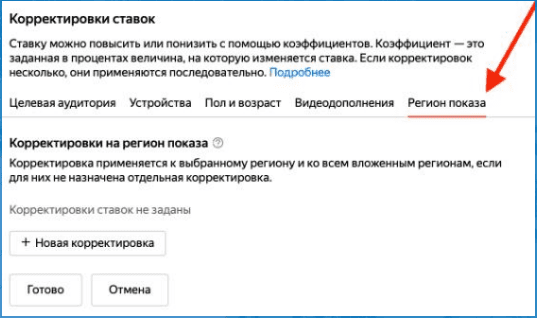 Корректировки ставок
Ставку можно повысить или понизить с помощью коэффициентов. Коэффициент — это
заданная в процентах величина, на которую изменяется ставка. Если корректировок
несколько, они применяются последовательно. Подробнее
Целевая аудитория Устройства Пол и возраст Видеодополнения Регион показа
Корректировки на регион показа ?
Корректировка применяется к выбранному региону и ко всем вложенным регионам, если
для них не назначена отдельная корректировка.
Корректировки ставок не заданы
+ Новая корректировка
Готово Отмена